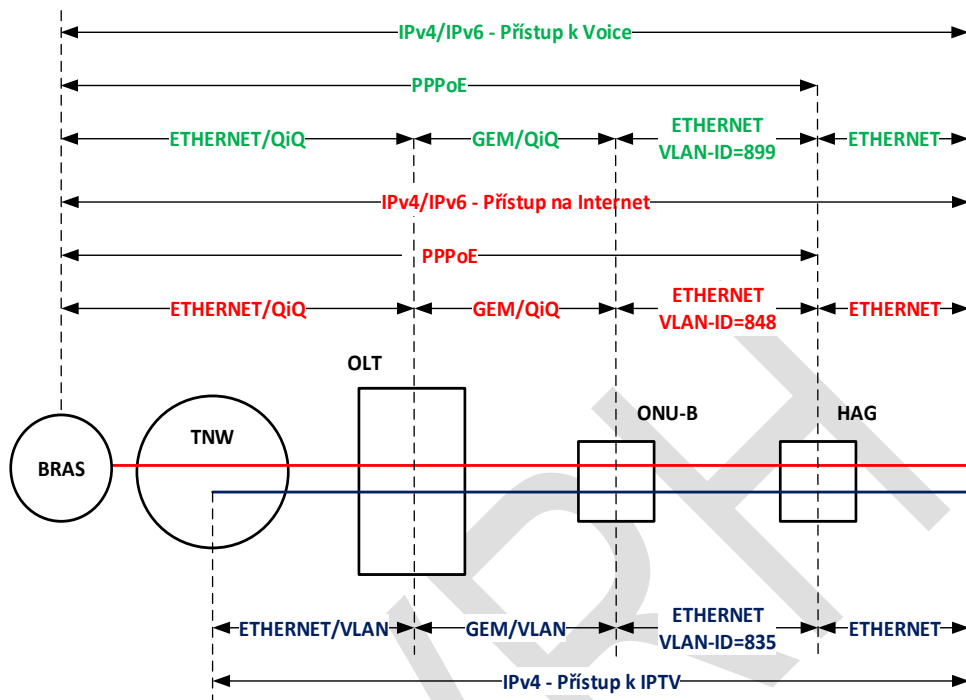 IPv4/IPv6 - Přístup k Voice
PPPoE
ETHERNET/QiQ GEM/QiQ ETHERNET VLAN-ID=899 ETHERNET
IPv4/IPv6 - Přístup na Internet
PPPoE
ETHERNET/QiQ GEM/QiQ ETHERNET VLAN-ID=848 ETHERNET
OLT
TNW
ONU-B
HAG
BRAS
ETHERNET/VLAN GEM/VLAN ETHERNET VLAN-ID=835 ETHERNET
IPv4 - Přístup k IPTV